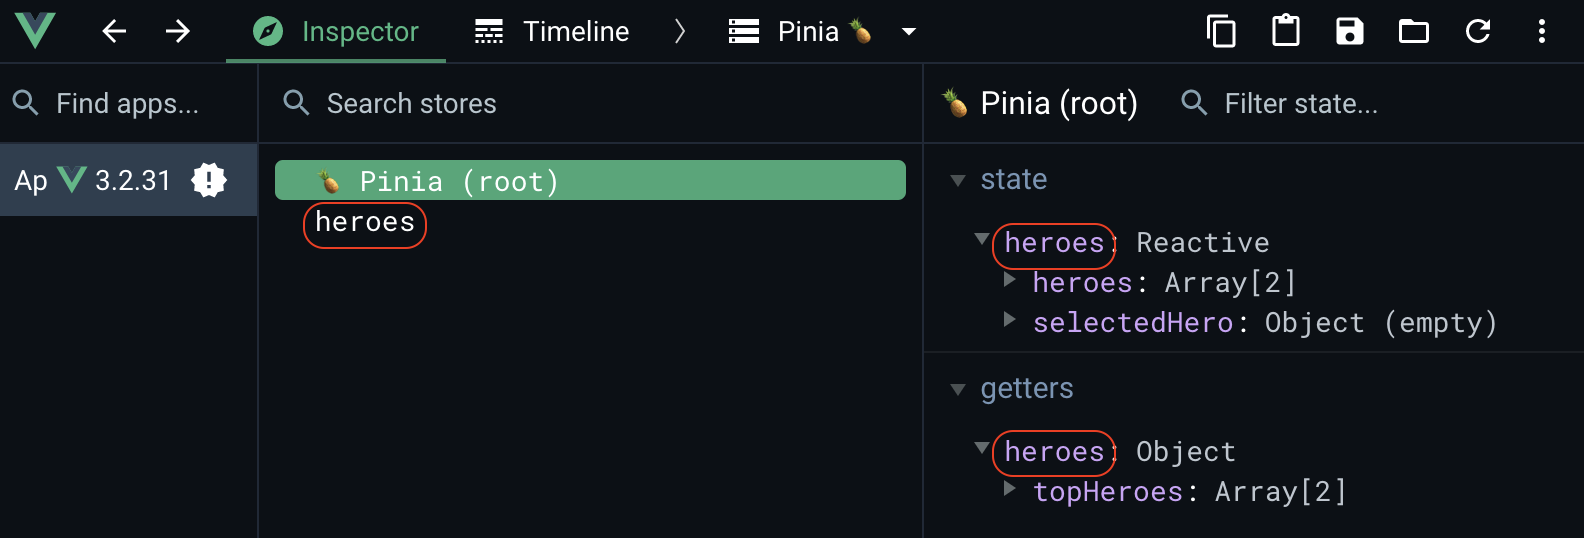 Inspector Timeline Pinia 🍍
Find apps...
Search stores
🍍 Pinia (root) Filter state...
Ap 3.2.31
🍍 Pinia (root)
heroes
state
heroes: Reactive
heroes: Array[2]
selectedHero: Object (empty)
getters
heroes: Object
topHeroes: Array[2]